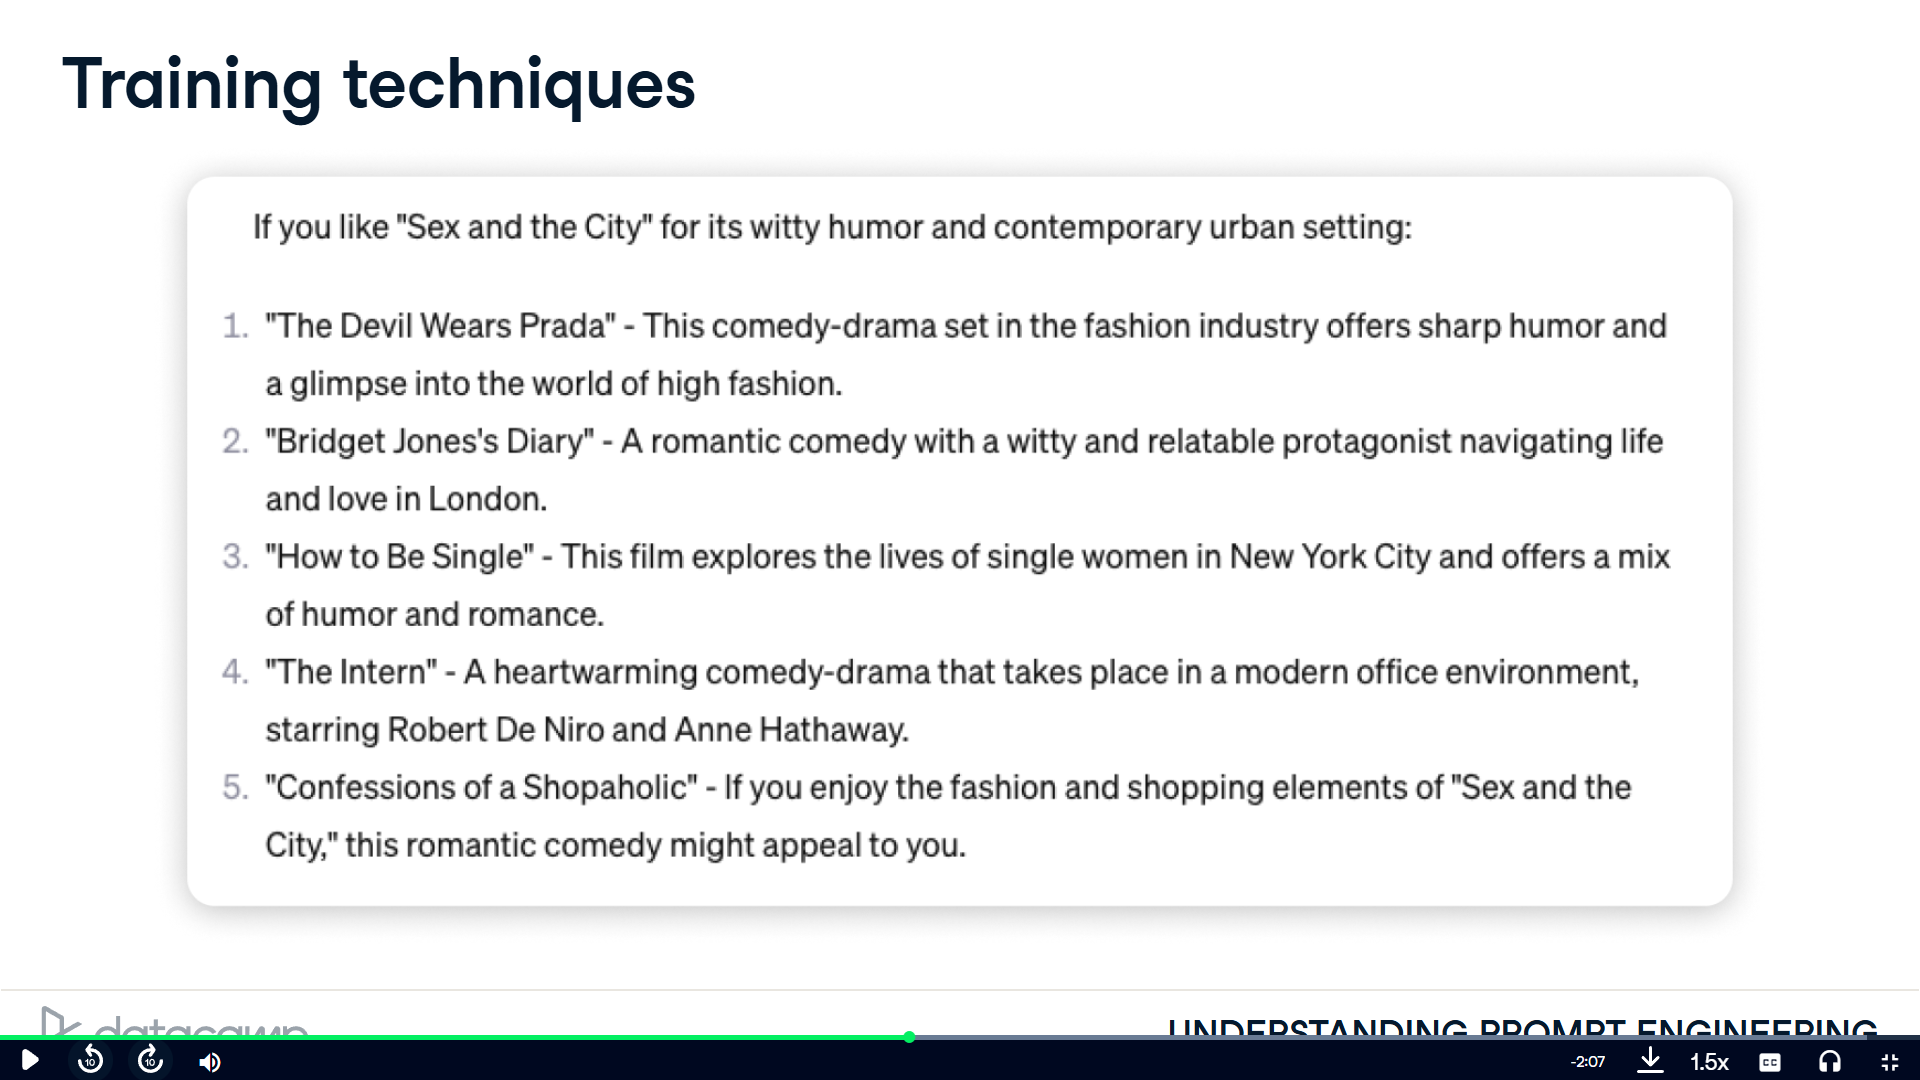 Training techniques
If you like "Sex and the City" for its witty humor and contemporary urban setting:
1. "The Devil Wears Prada" - This comedy-drama set in the fashion industry offers sharp humor and
a glimpse into the world of high fashion.
2. "Bridget Jones's Diary" - A romantic comedy with a witty and relatable protagonist navigating life
and love in London.
3. "How to Be Single" - This film explores the lives of single women in New York City and offers a mix
of humor and romance.
4. "The Intern" - A heartwarming comedy-drama that takes place in a modern office environment,
starring Robert De Niro and Anne Hathaway.
5. "Confessions of a Shopaholic" - If you enjoy the fashion and shopping elements of "Sex and the
City," this romantic comedy might appeal to you.
datacamp
UNDERSTANDING PROMPT ENGINEERING
10
10
-2:07
1.5x
CC